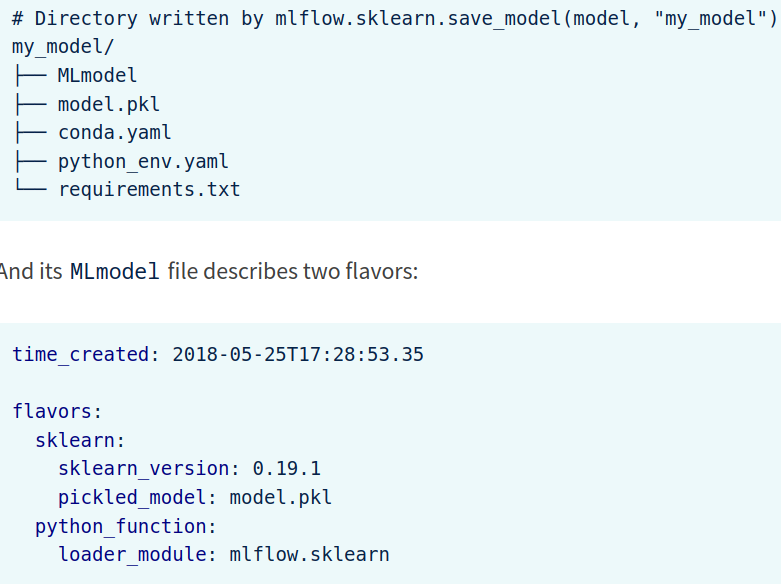 # Directory written by mlflow.sklearn.save_model(model, "my_model")
my_model/
├── MLmodel
├── model.pkl
├── conda.yaml
├── python_env.yaml
└── requirements.txt
And its MLmodel file describes two flavors:
time_created: 2018-05-25T17:28:53.35
flavors:
  sklearn:
    sklearn_version: 0.19.1
    pickled_model: model.pkl
  python_function:
    loader_module: mlflow.sklearn